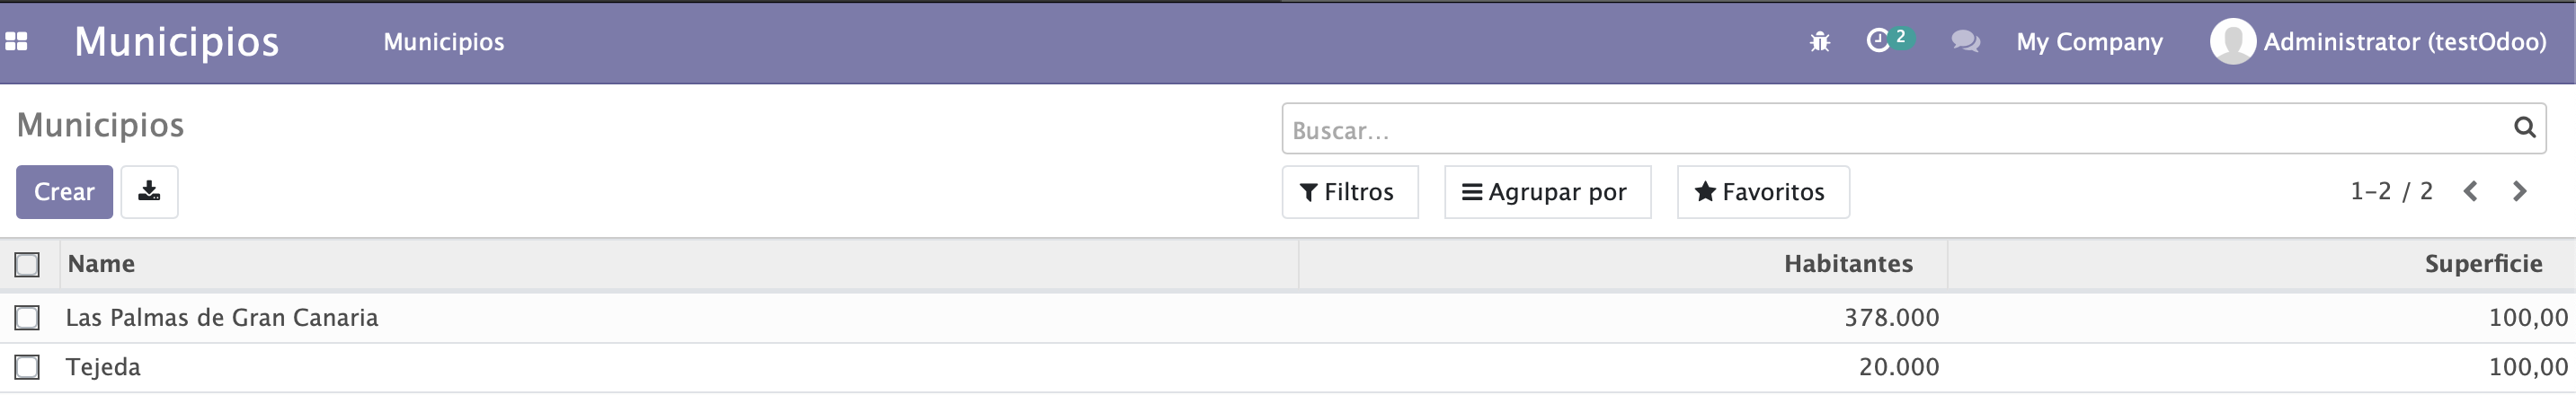 Municipios Municipios 2 My Company Administrator (testOdoo)
Municipios
Buscar...
Crear Filtros Agrupar por Favoritos 1-2 / 2
Name Habitantes Superficie
Las Palmas de Gran Canaria 378.000 100,00
Tejeda 20.000 100,00